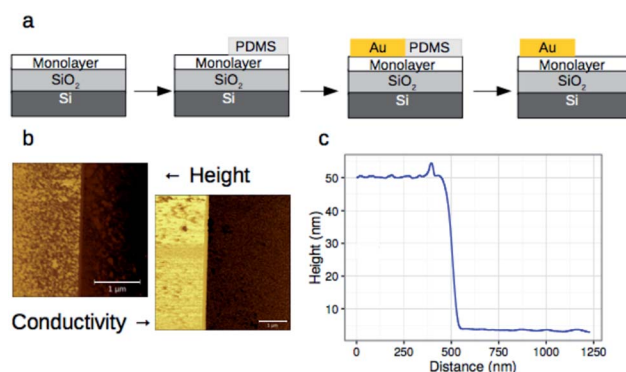 a
PDMS
Au
PDMS
Au
Monolayer
Monolayer
Monolayer
Monolayer
SiO2
SiO2
SiO2
SiO2
Si
Si
Si
Si
b
← Height
1 µm
Conductivity →
c
Height (nm)
50
40
30
20
10
0
250
500
750
1000
1250
Distance (nm)